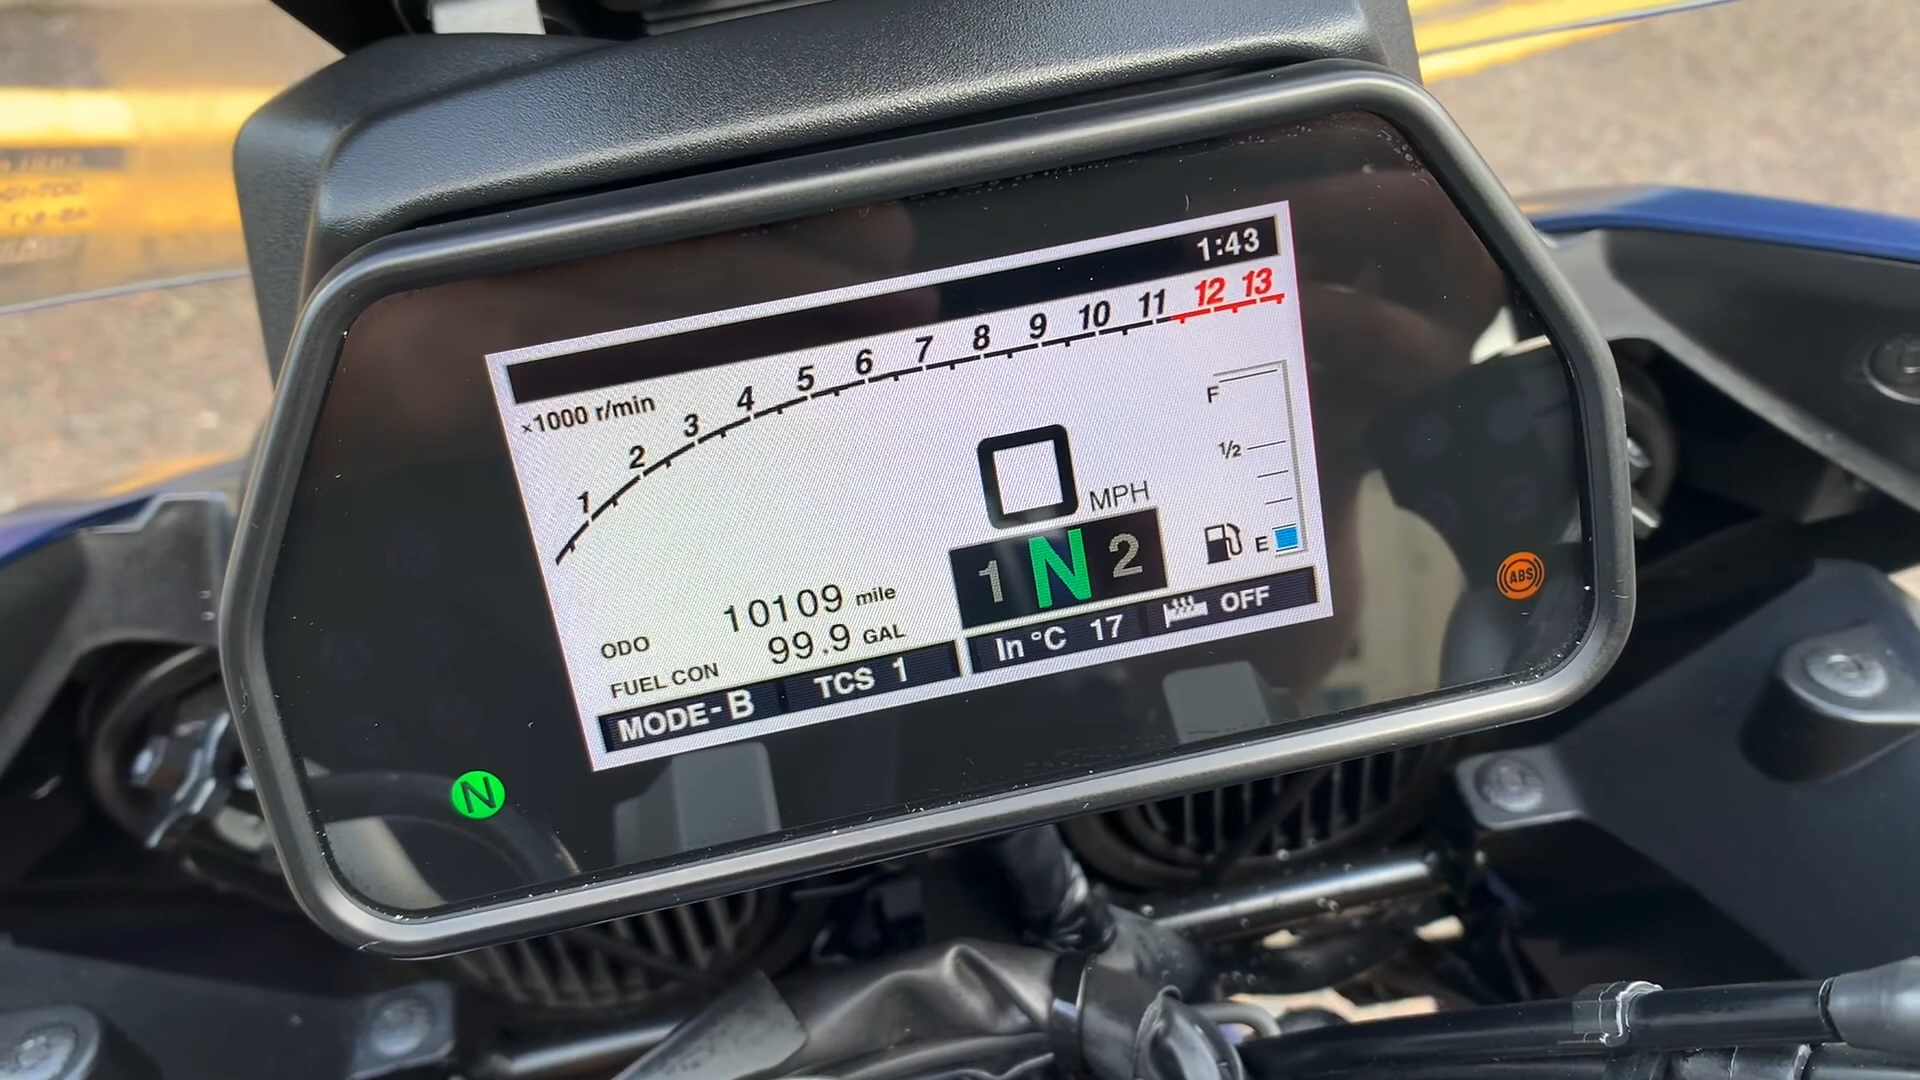 1:43
×1000 r/min
1 2 3 4 5 6 7 8 9 10 11 12 13
F
1/2
E
MPH
1 N 2
ODO 10109 mile
FUEL CON 99.9 GAL
MODE-B TCS 1 In °C 17 OFF
N
ABS